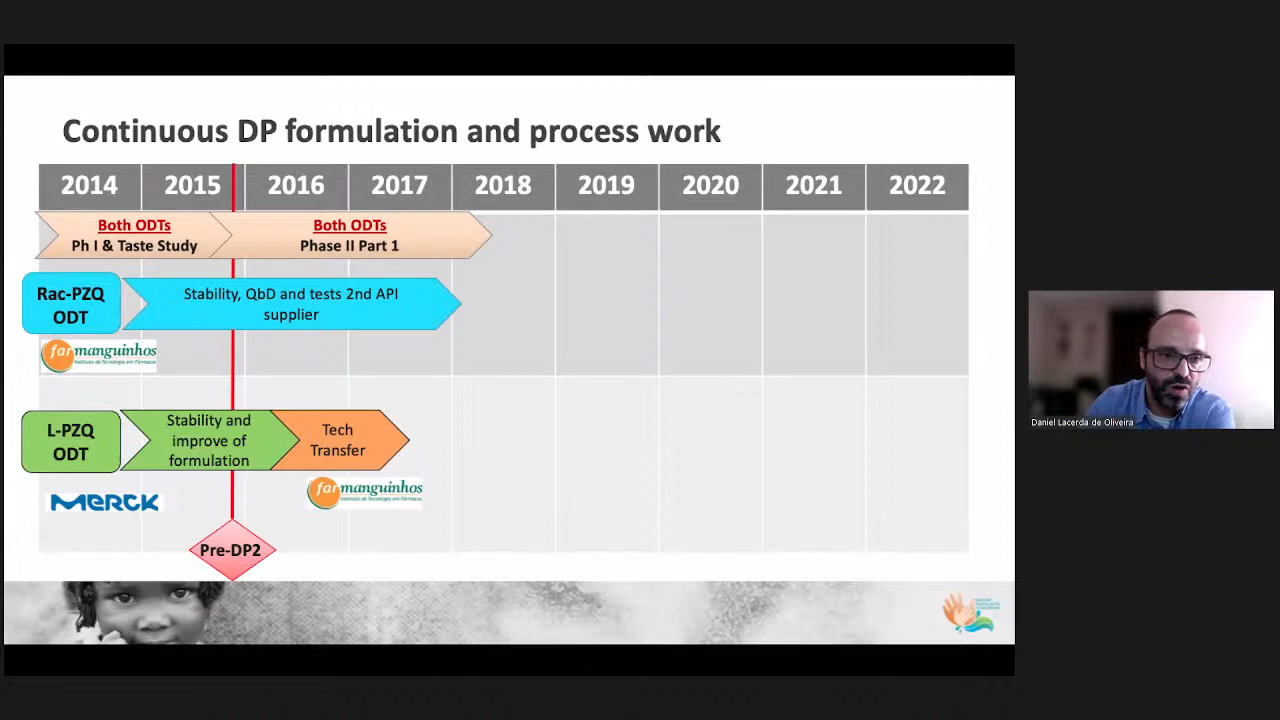 Continuous DP formulation and process work
2014 2015 2016 2017 2018 2019 2020 2021 2022
Both ODTs
Ph I & Taste Study
Both ODTs
Phase II Part 1
Rac-PZQ
ODT
Stability, QbD and tests 2nd API
supplier
farmanguinhos
Instituto de Tecnologia em Fármacos
L-PZQ
ODT
Stability and
improve of
formulation
Tech
Transfer
MERCK
farmanguinhos
Instituto de Tecnologia em Fármacos
Pre-DP2
Daniel Lacerda de Oliveira